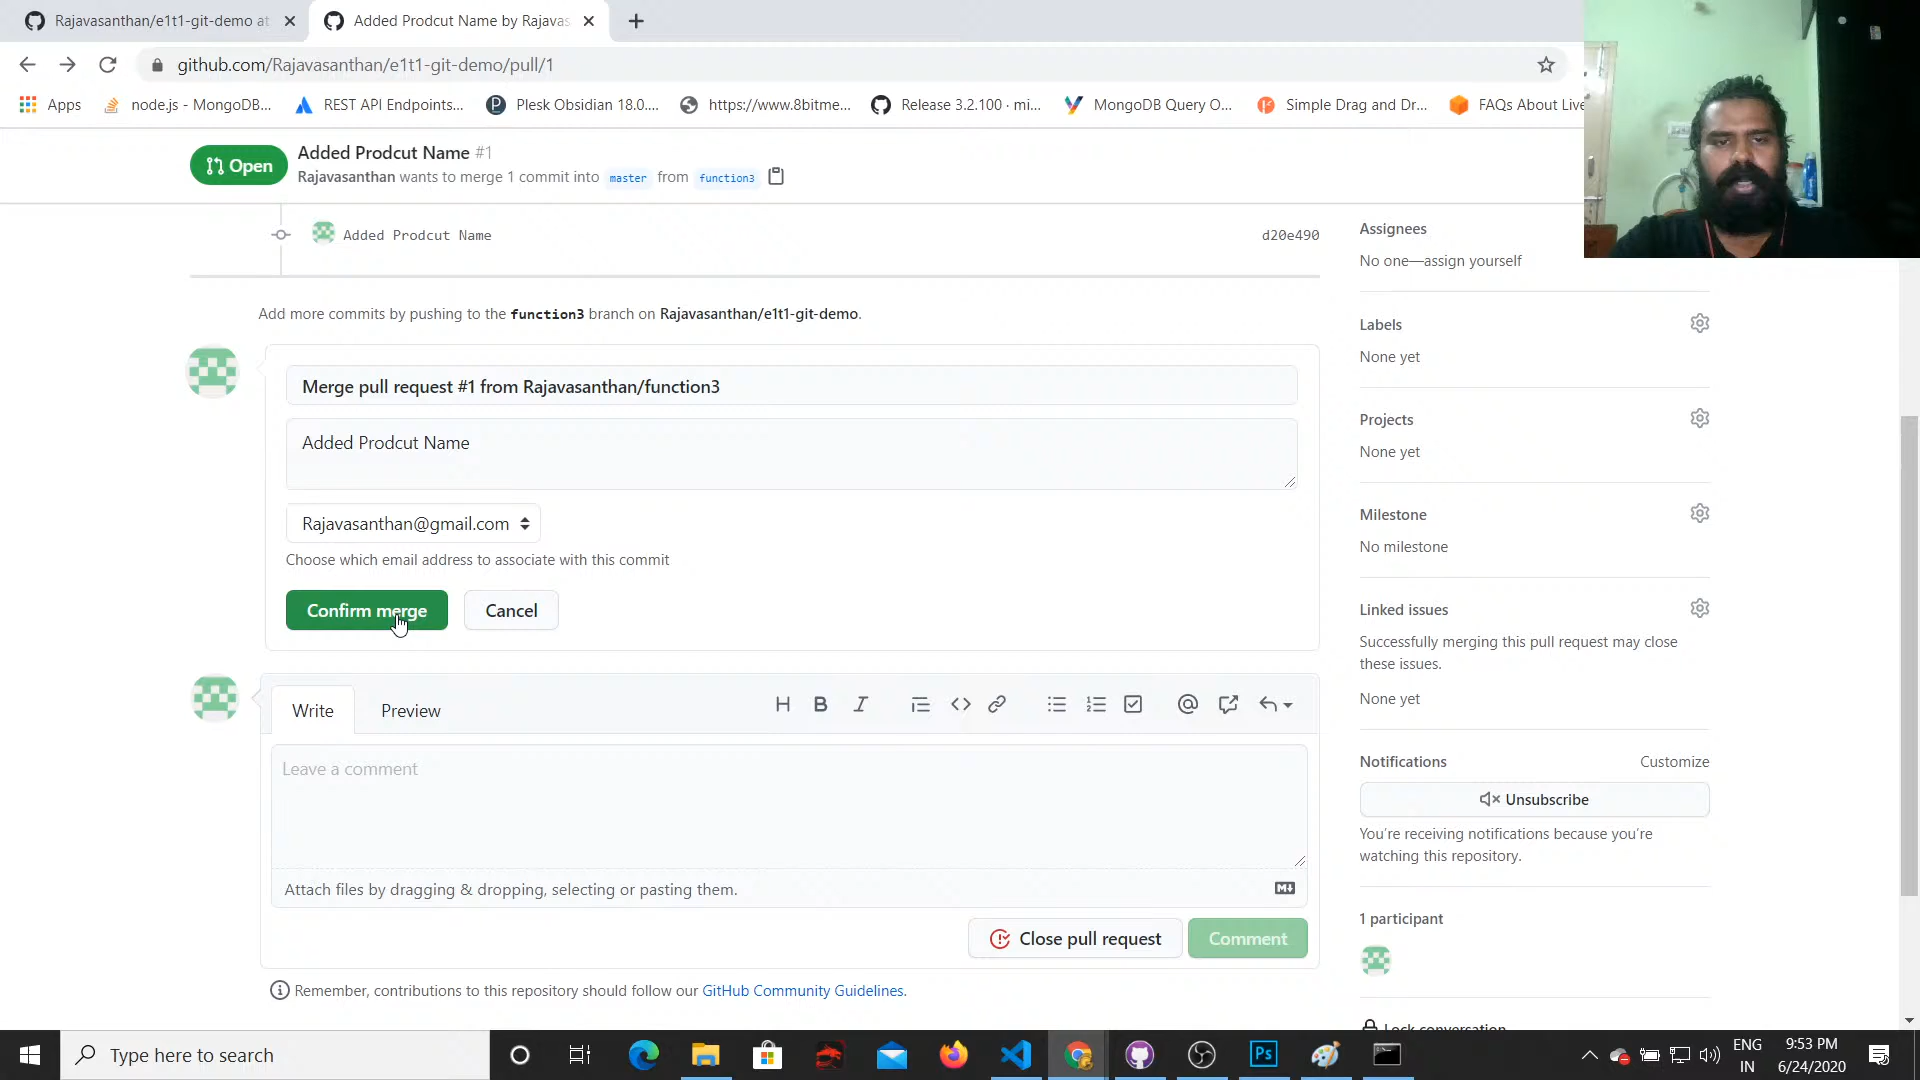 Rajavasanthan/e1t1-git-demo at
Added Prodcut Name by Rajavas
github.com/Rajavasanthan/e1t1-git-demo/pull/1
Apps
node.js - MongoDB...
REST API Endpoints...
Plesk Obsidian 18.0....
https://www.8bitme...
Release 3.2.100 · mi...
MongoDB Query O...
Simple Drag and Dr...
FAQs About Live
Open
Added Prodcut Name #1
Rajavasanthan wants to merge 1 commit into master from function3
Added Prodcut Name
d20e490
Add more commits by pushing to the function3 branch on Rajavasanthan/e1t1-git-demo.
Merge pull request #1 from Rajavasanthan/function3
Added Prodcut Name
Rajavasanthan@gmail.com
Choose which email address to associate with this commit
Confirm merge
Cancel
Write
Preview
Leave a comment
Attach files by dragging & dropping, selecting or pasting them.
Close pull request
Comment
Remember, contributions to this repository should follow our GitHub Community Guidelines.
Assignees
No one—assign yourself
Labels
None yet
Projects
None yet
Milestone
No milestone
Linked issues
Successfully merging this pull request may close
these issues.
None yet
Notifications
Customize
Unsubscribe
You're receiving notifications because you're
watching this repository.
1 participant
Lock conversation
Type here to search
Ps
ENG
IN
9:53 PM
6/24/2020